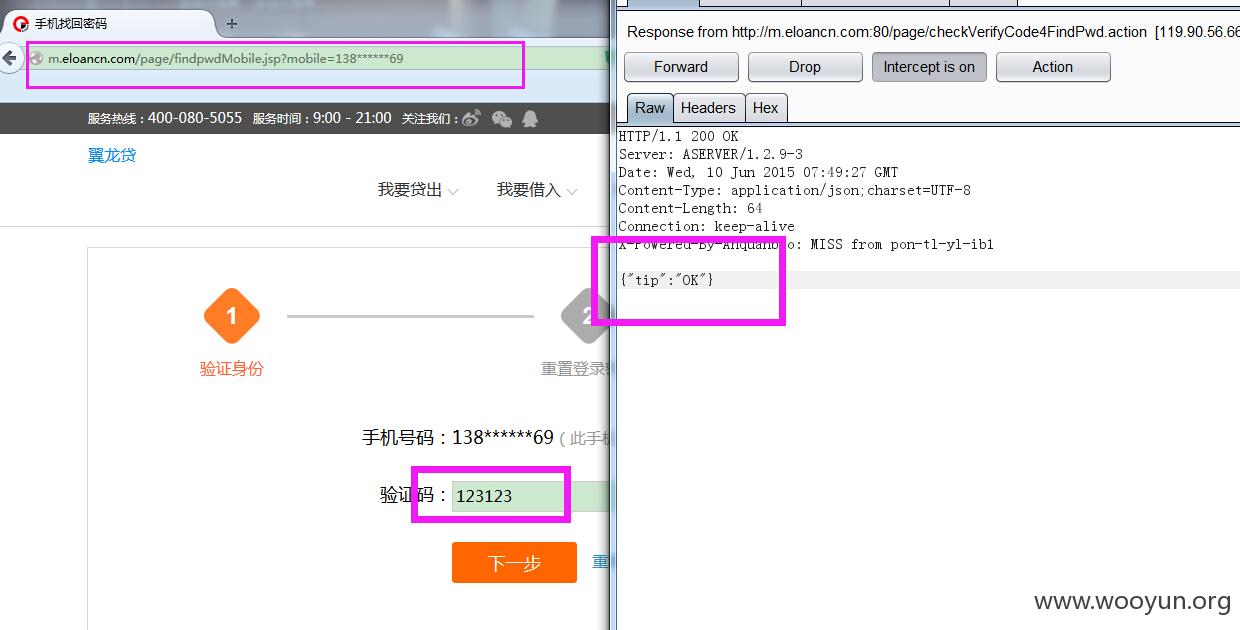 手机找回密码
m.eloancn.com/page/findpwdMobile.jsp?mobile=138******69
服务热线：400-080-5055 服务时间：9:00 - 21:00 关注我们：
翼龙贷
我要贷出 我要借入
1 2
验证身份 重置登录
手机号码：138******69（此手
验证码：123123
下一步 重
Response from http://m.eloancn.com:80/page/checkVerifyCode4FindPwd.action [119.90.56.66
Forward Drop Intercept is on Action
Raw Headers Hex
HTTP/1.1 200 OK
Server: ASERVER/1.2.9-3
Date: Wed, 10 Jun 2015 07:49:27 GMT
Content-Type: application/json;charset=UTF-8
Content-Length: 64
Connection: keep-alive
X-Powered-By-Anquanbao: MISS from pon-tl-yl-ib1
{"tip":"OK"}
www.wooyun.org